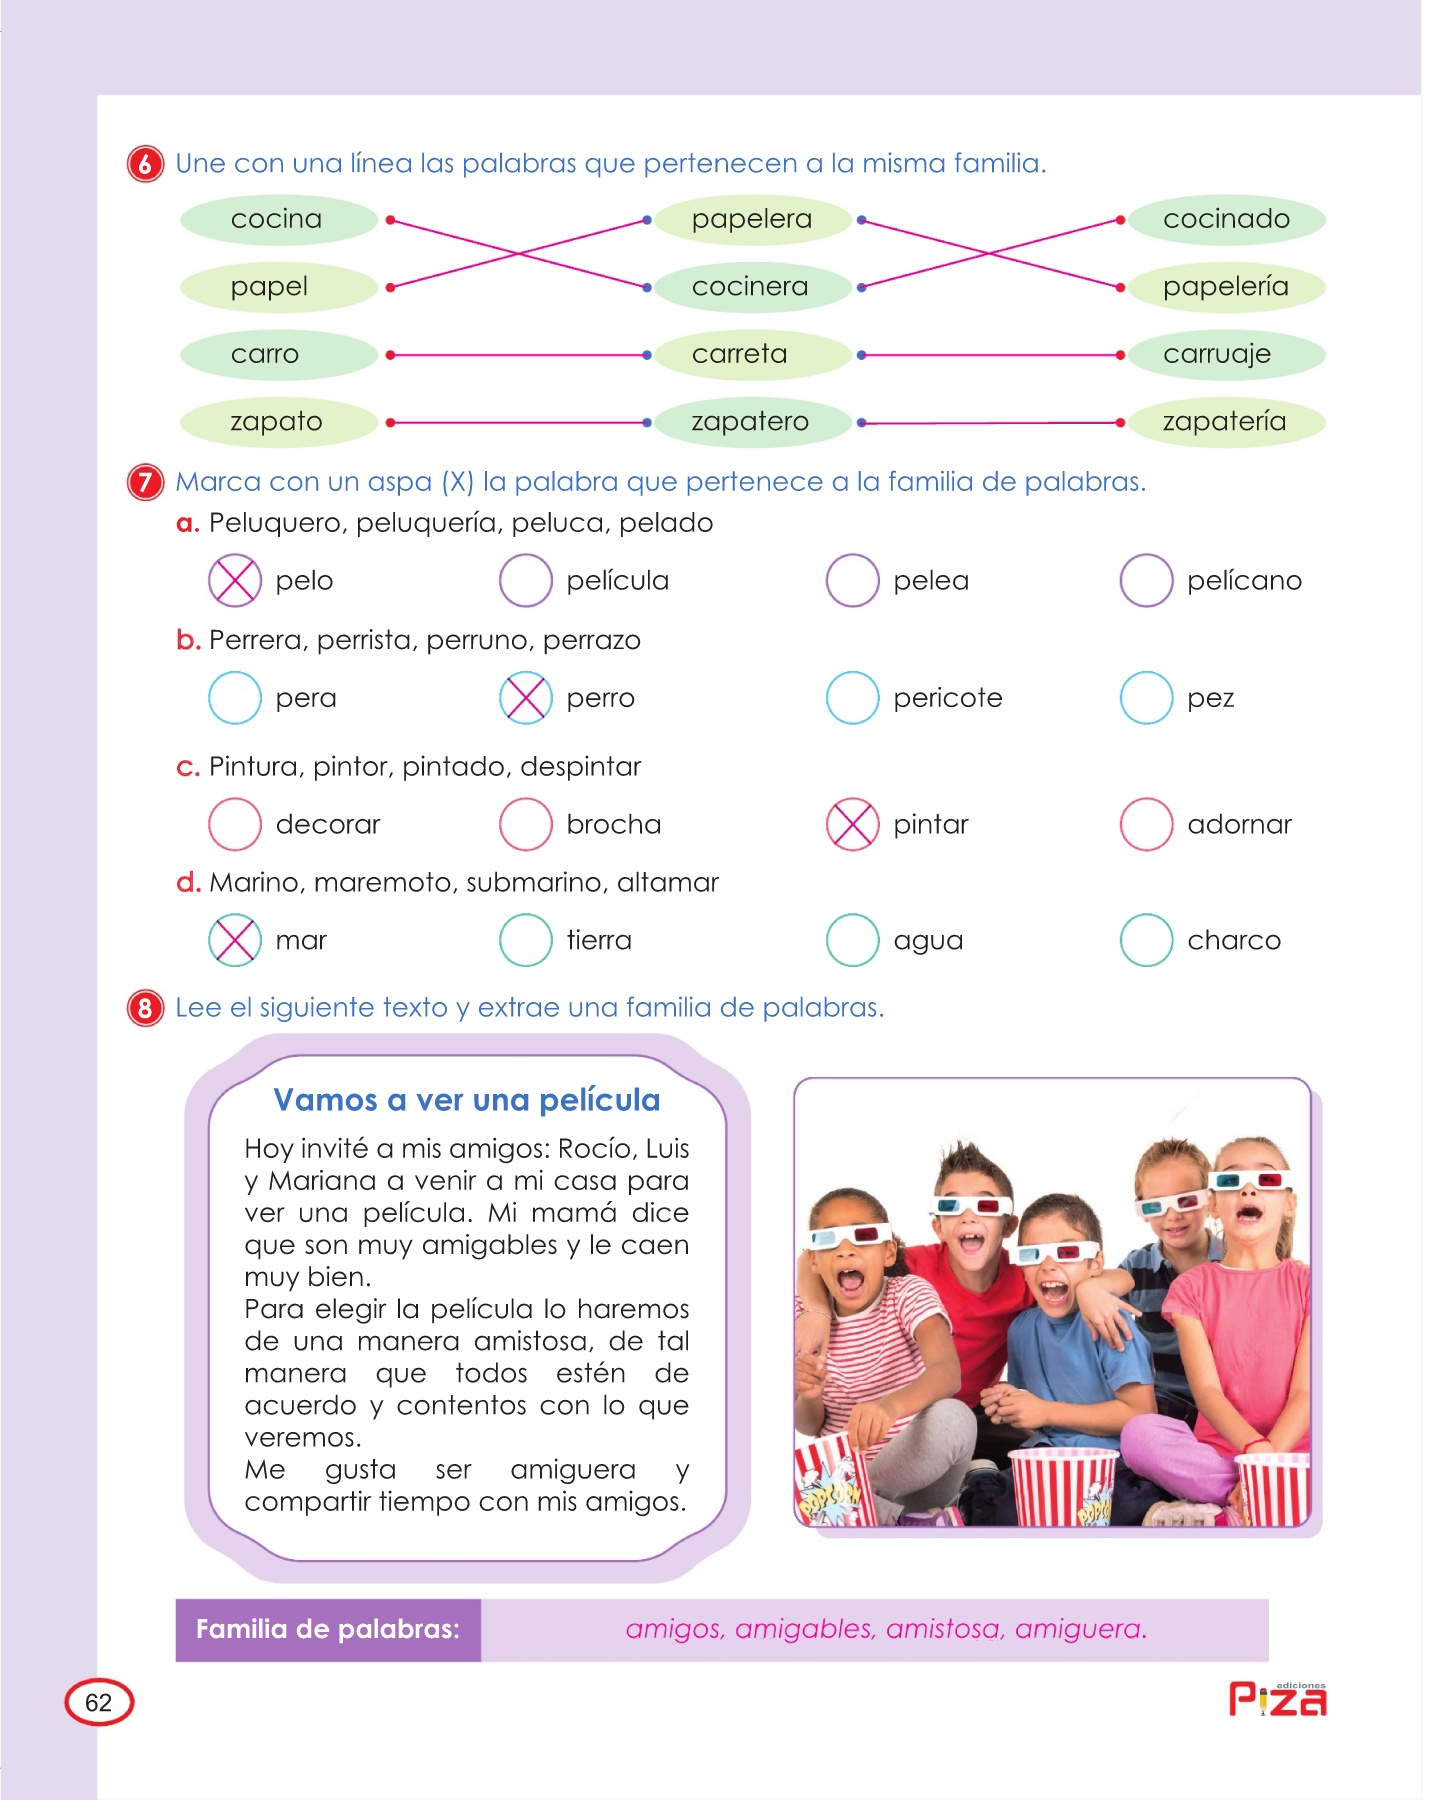 6 Une con una línea las palabras que pertenecen a la misma familia.
cocina papelera cocinado
papel cocinera papelería
carro carreta carruaje
zapato zapatero zapatería
7 Marca con un aspa (X) la palabra que pertenece a la familia de palabras.
a. Peluquero, peluquería, peluca, pelado
pelo película pelea pelícano
b. Perrera, perrista, perruno, perrazo
pera perro pericote pez
c. Pintura, pintor, pintado, despintar
decorar brocha pintar adornar
d. Marino, maremoto, submarino, altamar
mar tierra agua charco
8 Lee el siguiente texto y extrae una familia de palabras.
Vamos a ver una película
Hoy invité a mis amigos: Rocío, Luis
y Mariana a venir a mi casa para
ver una película. Mi mamá dice
que son muy amigables y le caen
muy bien.
Para elegir la película lo haremos
de una manera amistosa, de tal
manera que todos estén de
acuerdo y contentos con lo que
veremos.
Me gusta ser amiguera y
compartir tiempo con mis amigos.
POPCORN
POPCORN
Familia de palabras: amigos, amigables, amistosa, amiguera.
62
ediciones
Piza